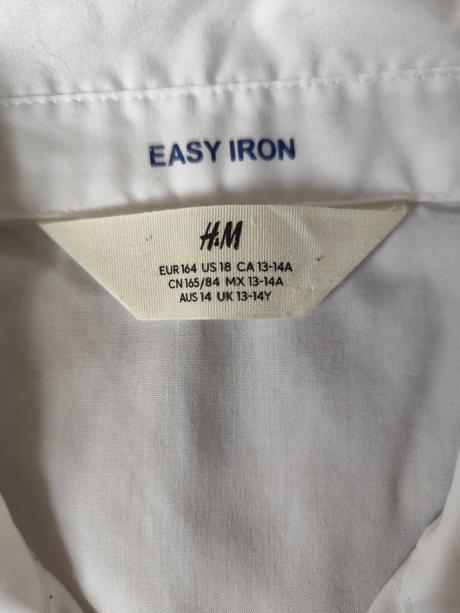 EASY IRON
H&M
EUR 164 US 18 CA 13-14A
CN 165/84 MX 13-14A
AUS 14 UK 13-14Y